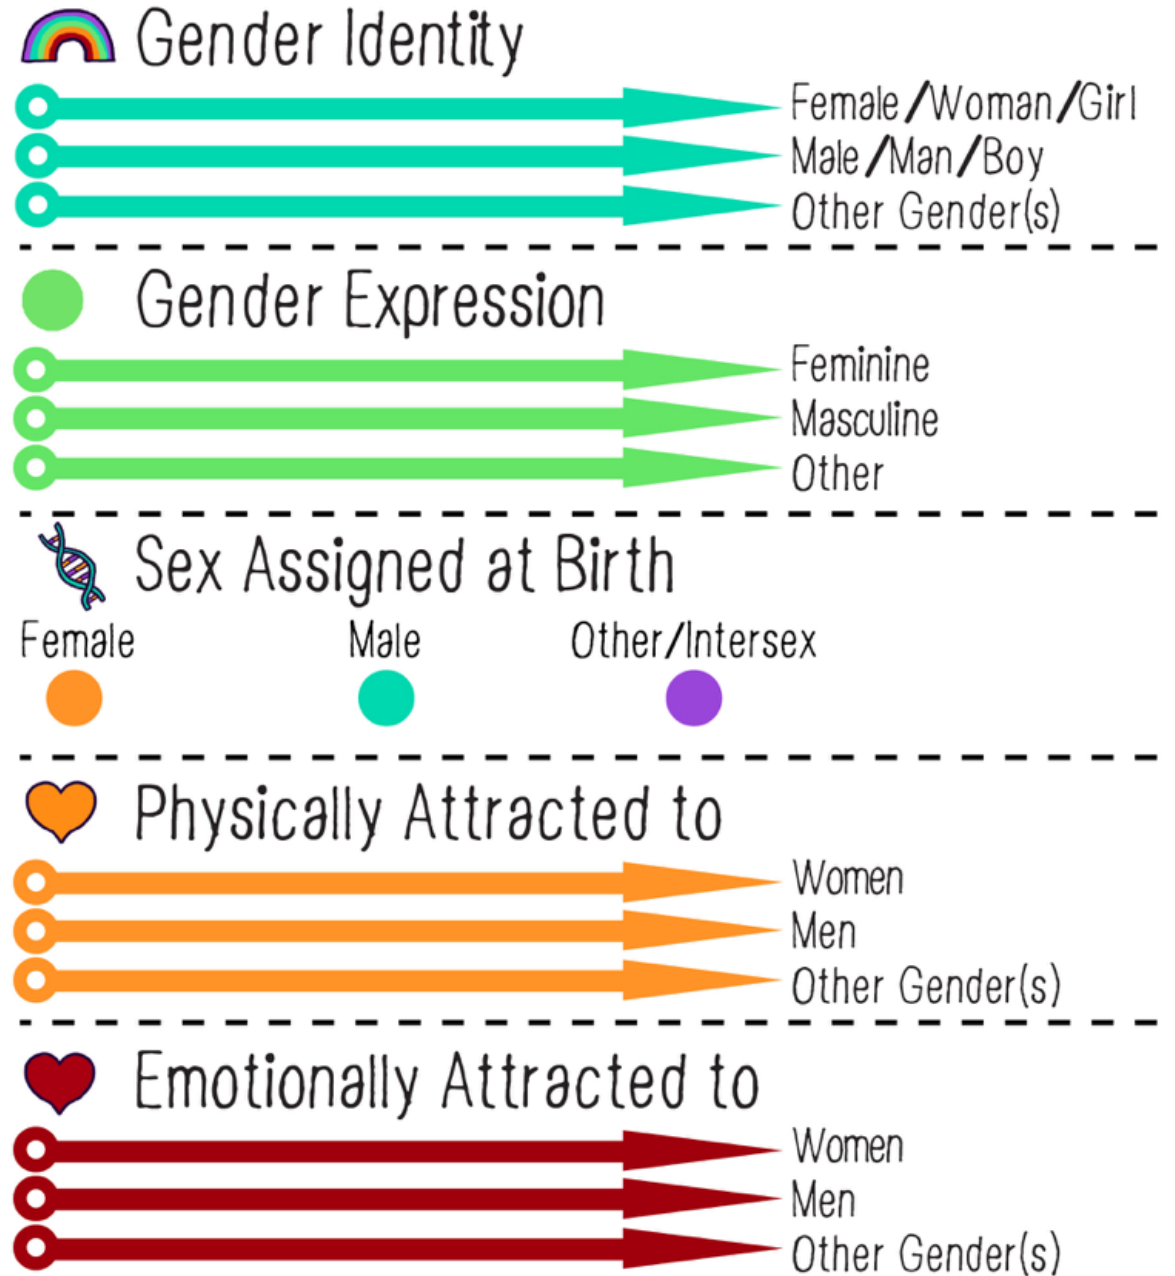 Gender Identity
Female/Woman/Girl
Male/Man/Boy
Other Gender(s)
Gender Expression
Feminine
Masculine
Other
Sex Assigned at Birth
Female Male Other/Intersex
Physically Attracted to
Women
Men
Other Gender(s)
Emotionally Attracted to
Women
Men
Other Gender(s)